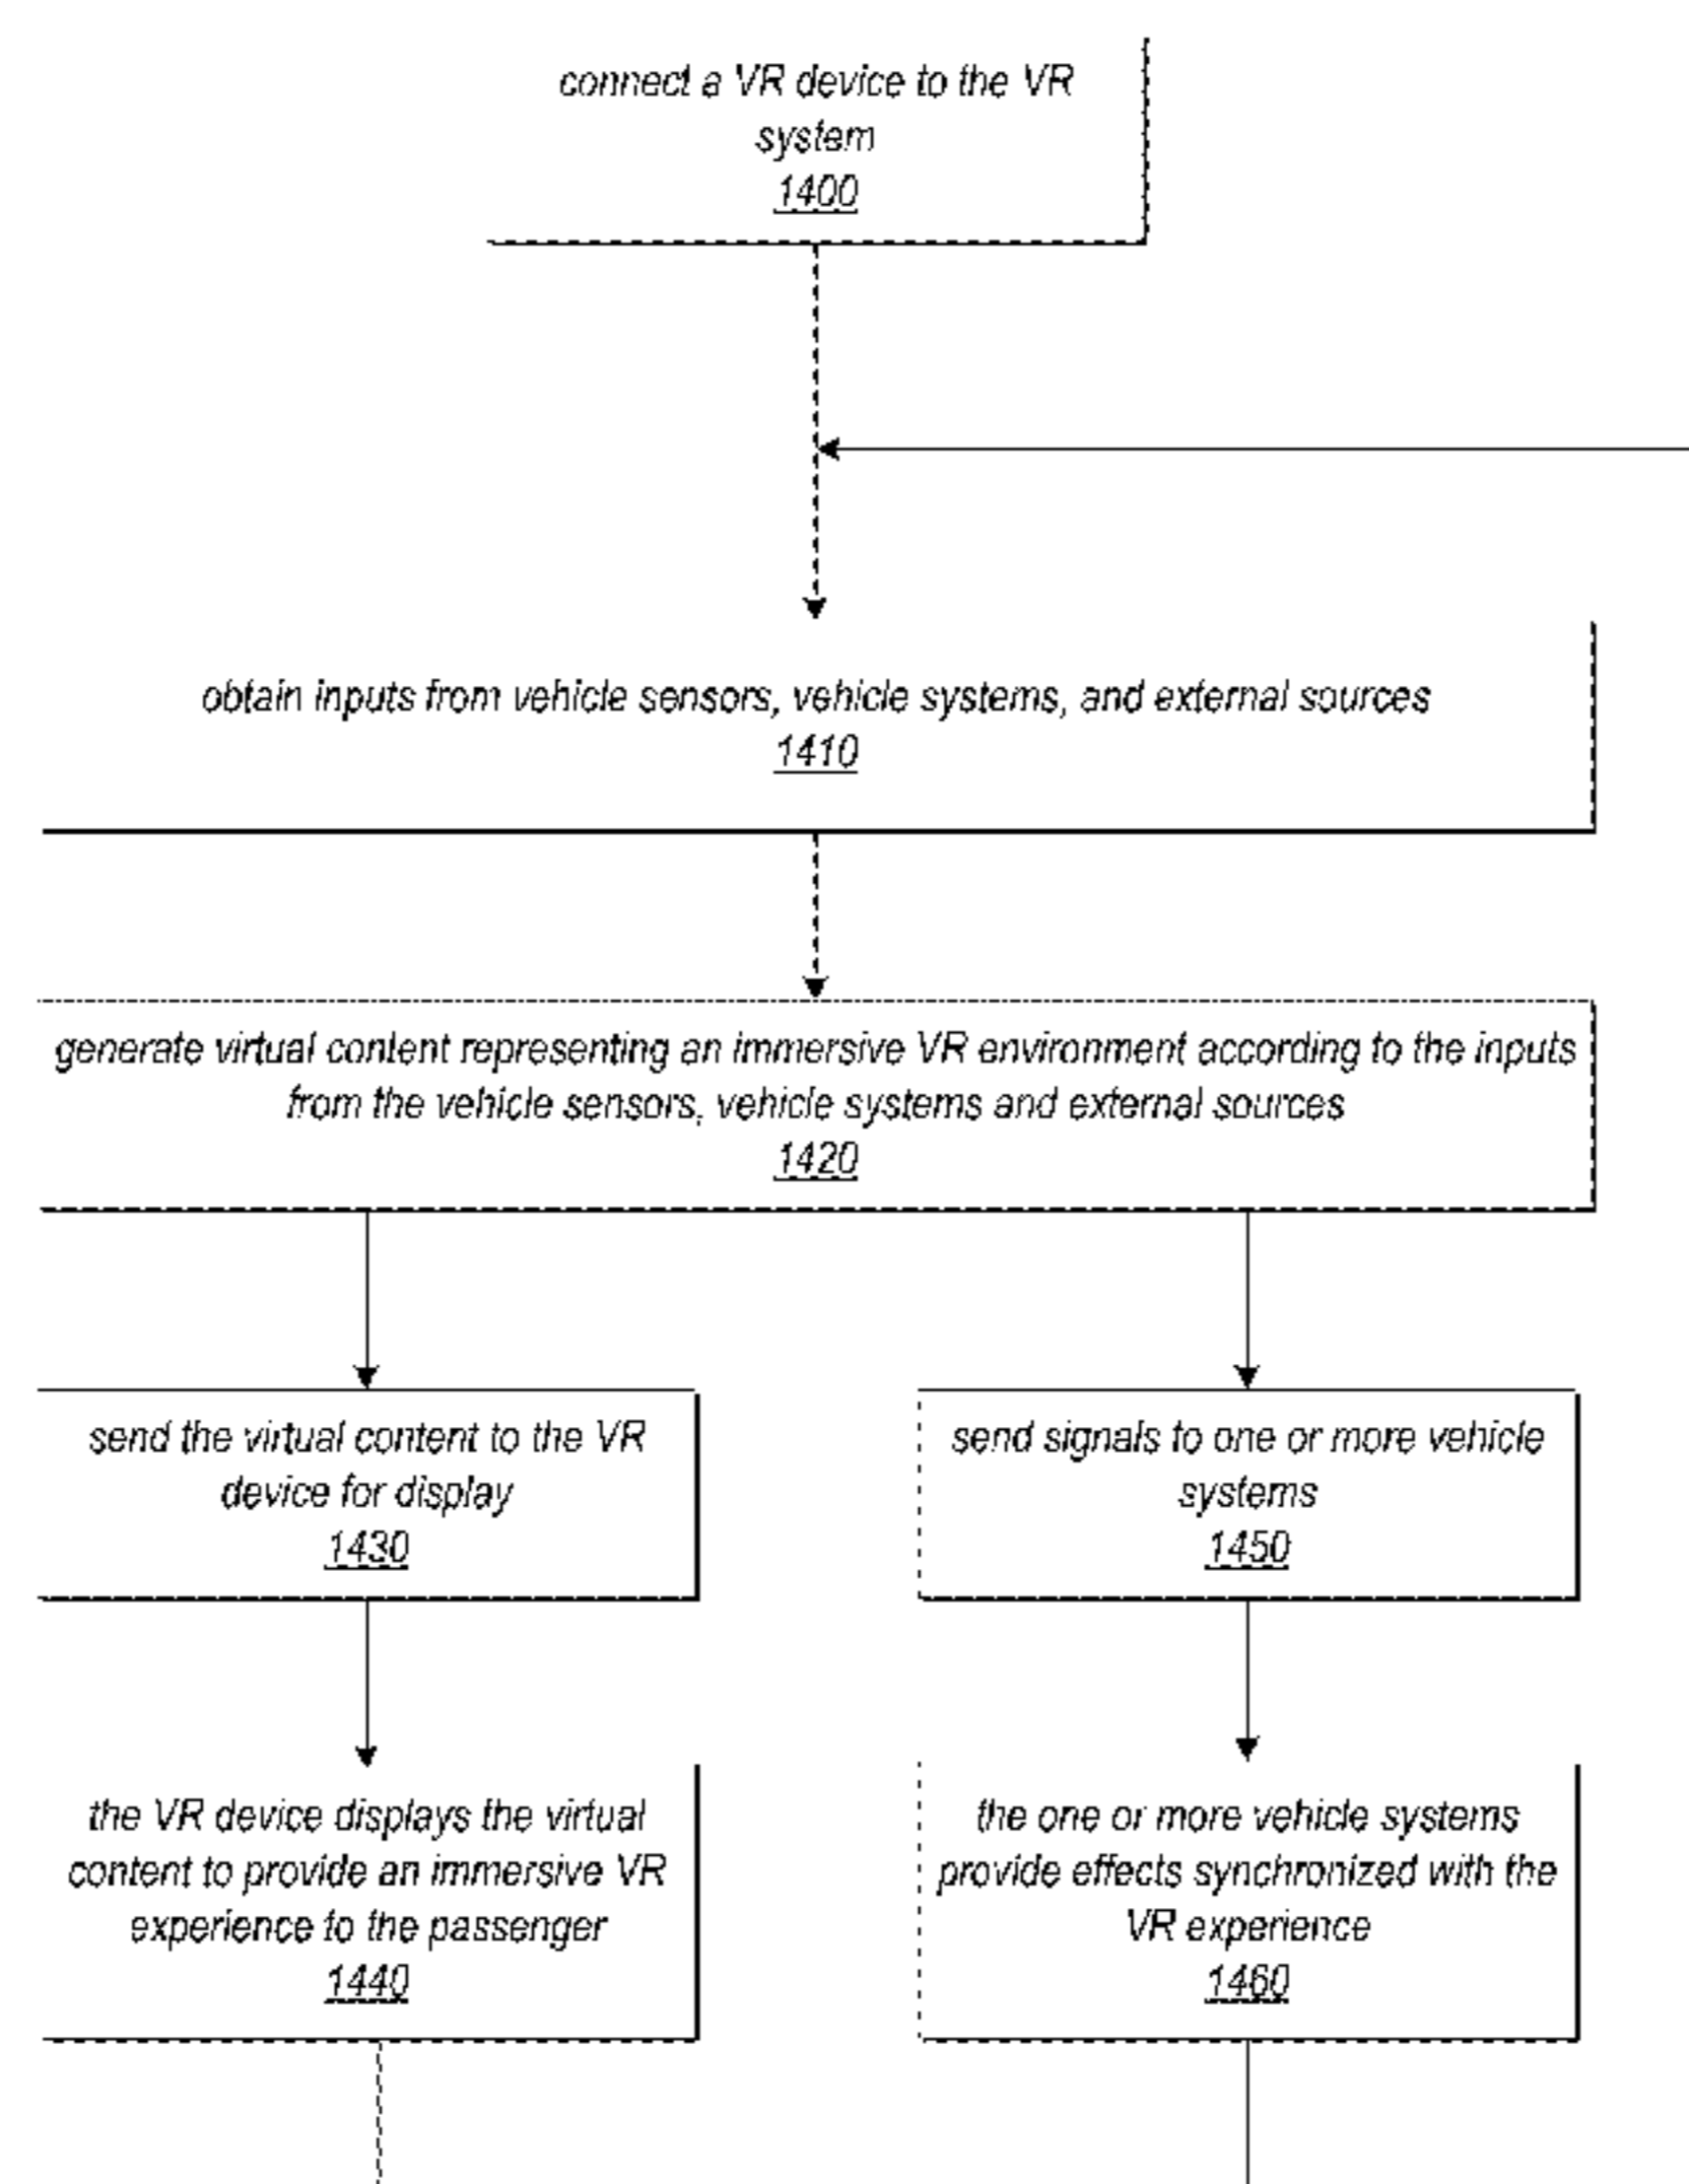 connect a VR device to the VR
system
1400
obtain inputs from vehicle sensors, vehicle systems, and external sources
1410
generate virtual content representing an immersive VR environment according to the inputs
from the vehicle sensors, vehicle systems and external sources
1420
send the virtual content to the VR
device for display
1430
send signals to one or more vehicle
systems
1450
the VR device displays the virtual
content to provide an immersive VR
experience to the passenger
1440
the one or more vehicle systems
provide effects synchronized with the
VR experience
1460